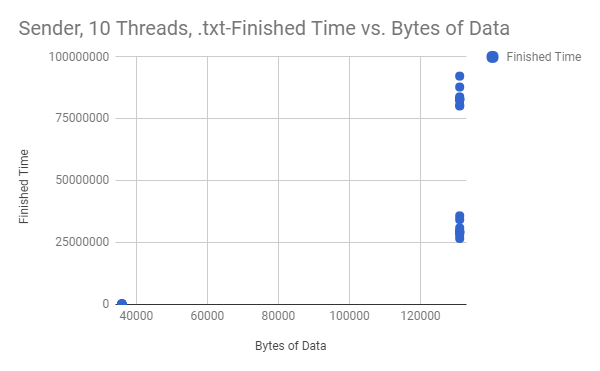 Sender, 10 Threads, .txt-Finished Time vs. Bytes of Data
Finished Time
100000000
75000000
50000000
25000000
0
Finished Time
40000
60000
80000
100000
120000
Bytes of Data